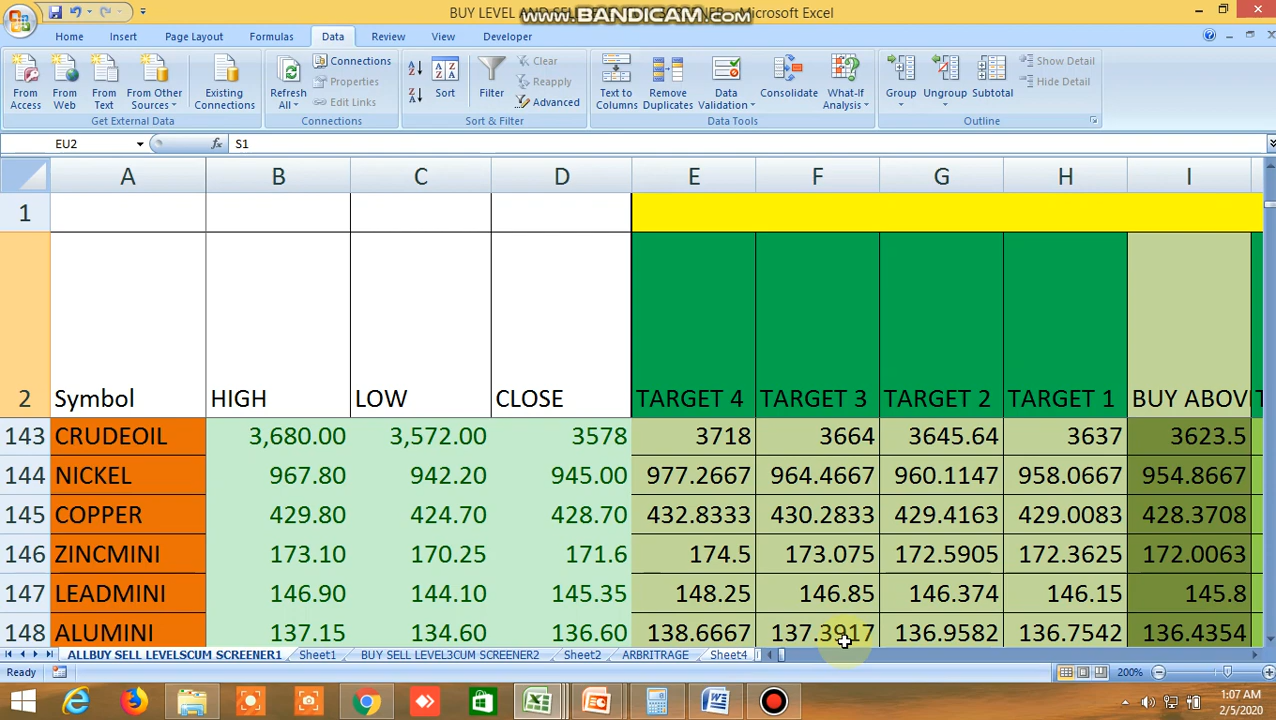 BUY LEVEL AND SEL
www.BANDICAM.com
NER - Microsoft Excel
Home Insert Page Layout Formulas Data Review View Developer
From Access
From Web
From Text
From Other Sources
Existing Connections
Get External Data
Refresh All
Connections
Properties
Edit Links
Connections
Sort
Filter
Clear
Reapply
Advanced
Sort & Filter
Text to Columns
Remove Duplicates
Data Validation
Consolidate
What-If Analysis
Data Tools
Group
Ungroup
Subtotal
Show Detail
Hide Detail
Outline
EU2 fx S1
A B C D E F G H I
1
2 Symbol HIGH LOW CLOSE TARGET 4 TARGET 3 TARGET 2 TARGET 1 BUY ABOV T
143 CRUDEOIL 3,680.00 3,572.00 3578 3718 3664 3645.64 3637 3623.5
144 NICKEL 967.80 942.20 945.00 977.2667 964.4667 960.1147 958.0667 954.8667
145 COPPER 429.80 424.70 428.70 432.8333 430.2833 429.4163 429.0083 428.3708
146 ZINCMINI 173.10 170.25 171.6 174.5 173.075 172.5905 172.3625 172.0063
147 LEADMINI 146.90 144.10 145.35 148.25 146.85 146.374 146.15 145.8
148 ALUMINI 137.15 134.60 136.60 138.6667 137.3917 136.9582 136.7542 136.4354
ALLBUY SELL LEVELSCUM SCREENER1 Sheet1 BUY SELL LEVEL3CUM SCREENER2 Sheet2 ARBRITRAGE Sheet4
Ready 200%
1:07 AM
2/5/2020